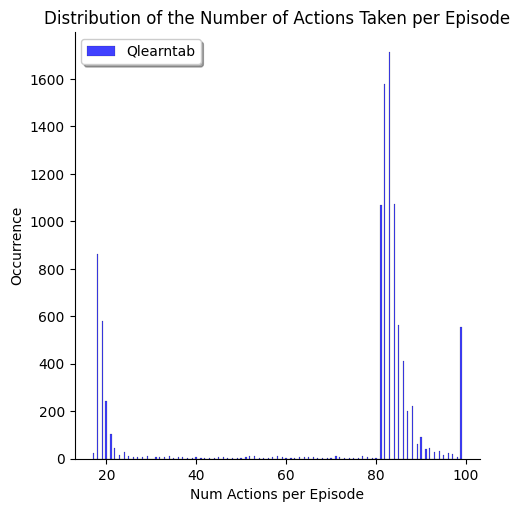 Distribution of the Number of Actions Taken per Episode
Qlearntab
1600
1400
1200
1000
800
600
400
200
0
Occurrence
20 40 60 80 100
Num Actions per Episode